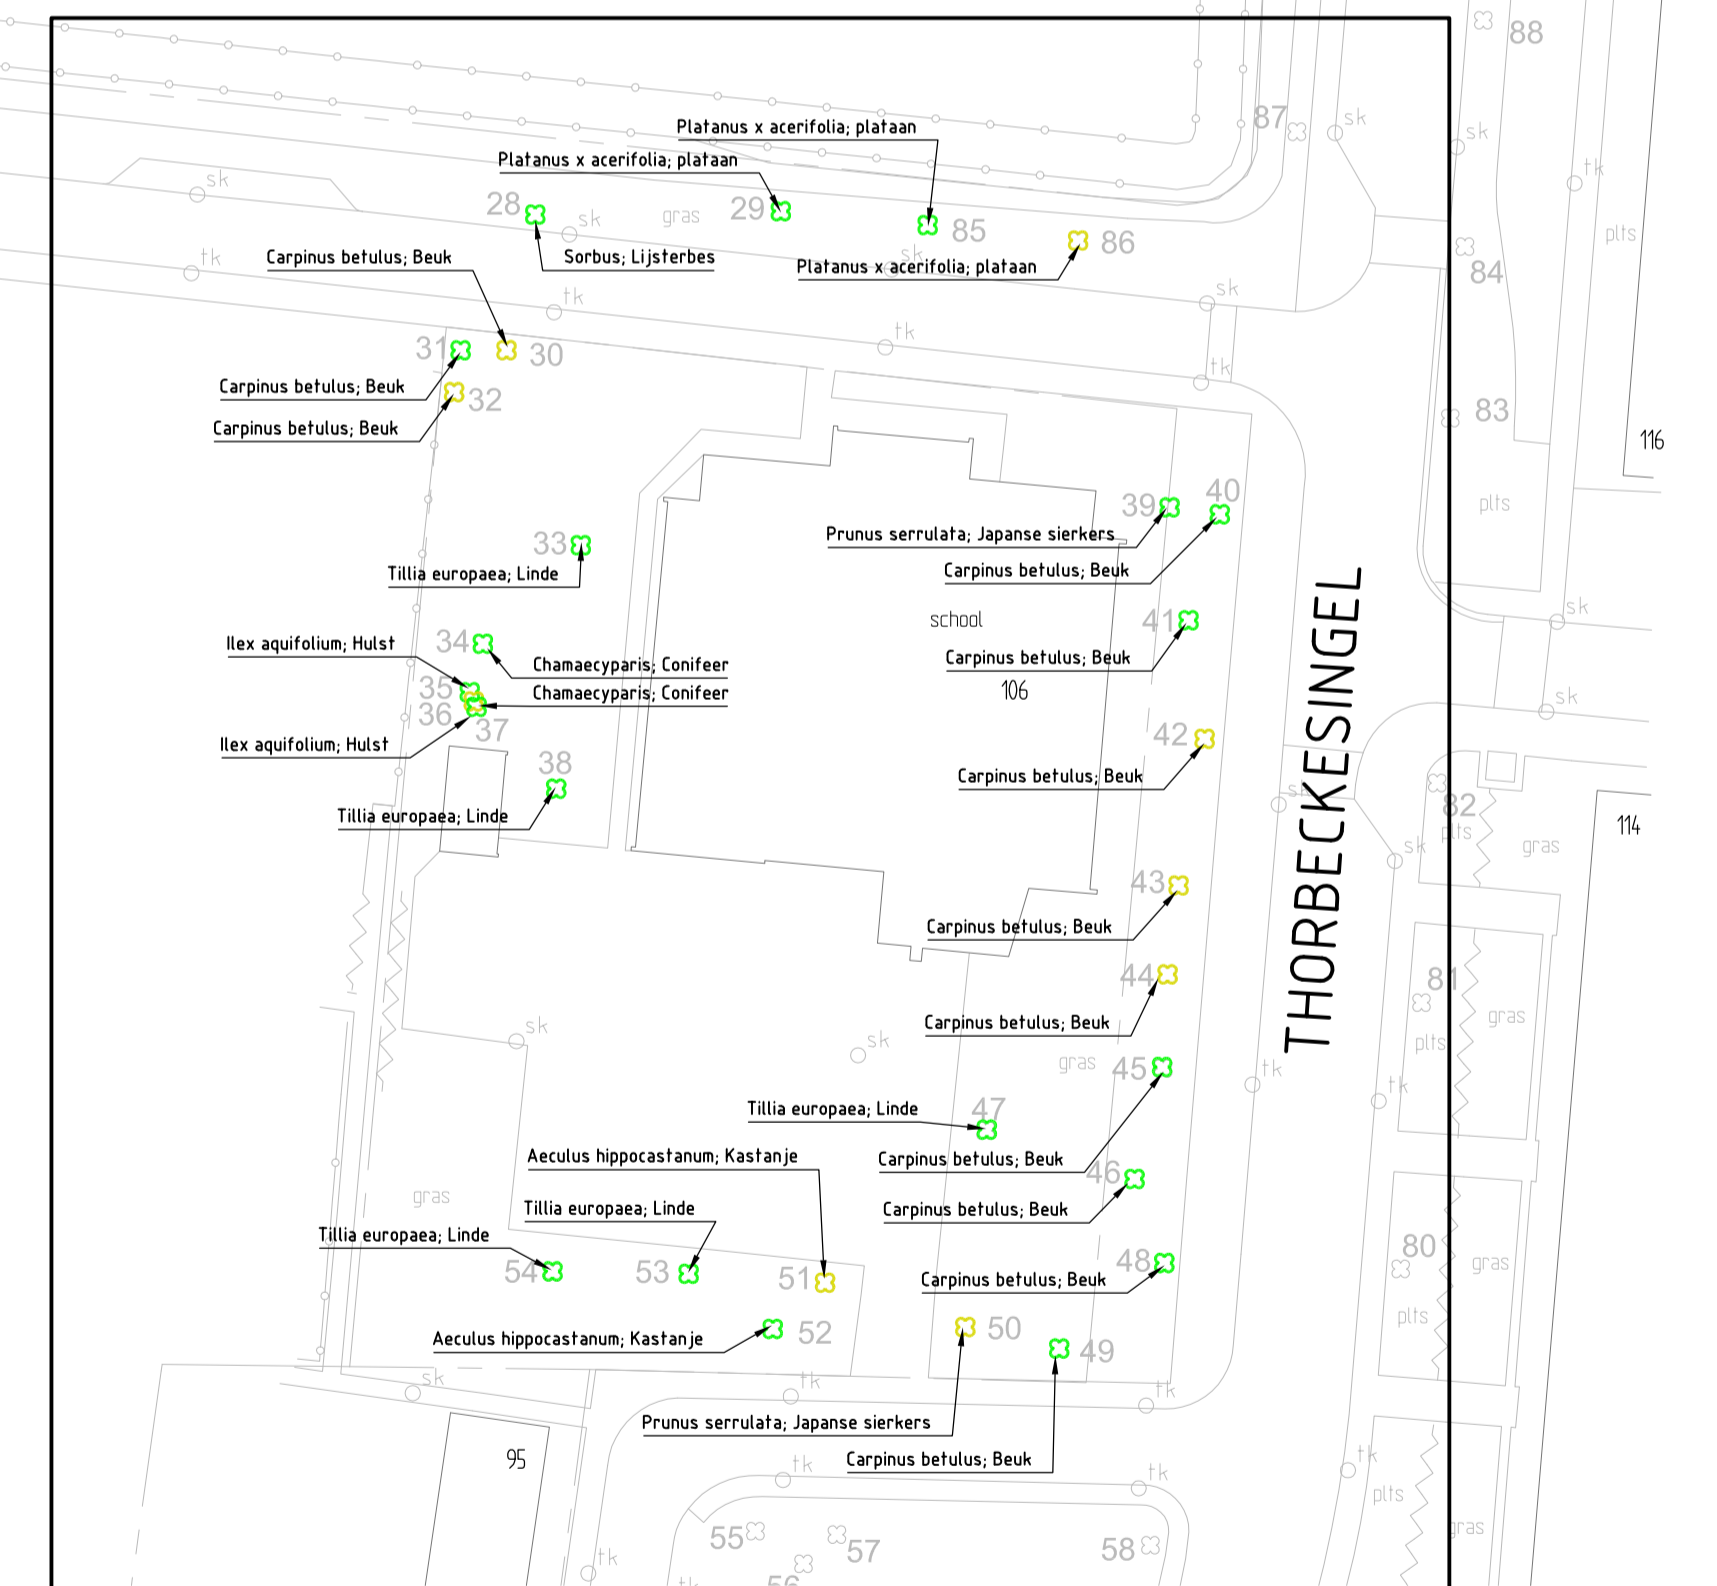 88
87
sk
sk
Platanus x acerifolia; plataan
Platanus x acerifolia; plataan
tk
sk
28
gras
29
sk
85
86
plts
Carpinus betulus; Beuk
Sorbus; Lijsterbes
sk
Platanus x acerifolia; plataan
84
tk
tk
sk
tk
31
30
tk
Carpinus betulus; Beuk
32
83
Carpinus betulus; Beuk
116
39
40
plts
Prunus serrulata; Japanse sierkers
33
Tillia europaea; Linde
Carpinus betulus; Beuk
sk
school
41
THORBECKESINGEL
Ilex aquifolium; Hulst
34
Chamaecyparis; Conifeer
Carpinus betulus; Beuk
35
Chamaecyparis; Conifeer
106
sk
36
37
42
Ilex aquifolium; Hulst
38
Carpinus betulus; Beuk
sk
82
Tillia europaea; Linde
plts
114
sk
gras
43
Carpinus betulus; Beuk
44
81
Carpinus betulus; Beuk
gras
sk
sk
plts
gras
45
tk
tk
Tillia europaea; Linde
47
Aeculus hippocastanum; Kastanje
Carpinus betulus; Beuk
46
gras
Tillia europaea; Linde
Carpinus betulus; Beuk
Tillia europaea; Linde
80
54
53
51
48
gras
Carpinus betulus; Beuk
plts
Aeculus hippocastanum; Kastanje
52
50
49
sk
tk
tk
Prunus serrulata; Japanse sierkers
95
Carpinus betulus; Beuk
tk
tk
tk
plts
55
57
58
gras
tk
56
tk